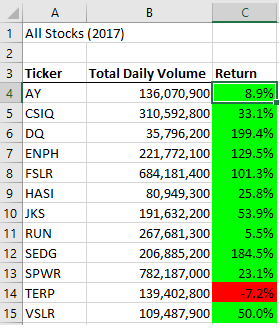 A B C
1 All Stocks (2017)
2
3 Ticker Total Daily Volume Return
4 AY 136,070,900 8.9%
5 CSIQ 310,592,800 33.1%
6 DQ 35,796,200 199.4%
7 ENPH 221,772,100 129.5%
8 FSLR 684,181,400 101.3%
9 HASI 80,949,300 25.8%
10 JKS 191,632,200 53.9%
11 RUN 267,681,300 5.5%
12 SEDG 206,885,200 184.5%
13 SPWR 782,187,000 23.1%
14 TERP 139,402,800 -7.2%
15 VSLR 109,487,900 50.0%